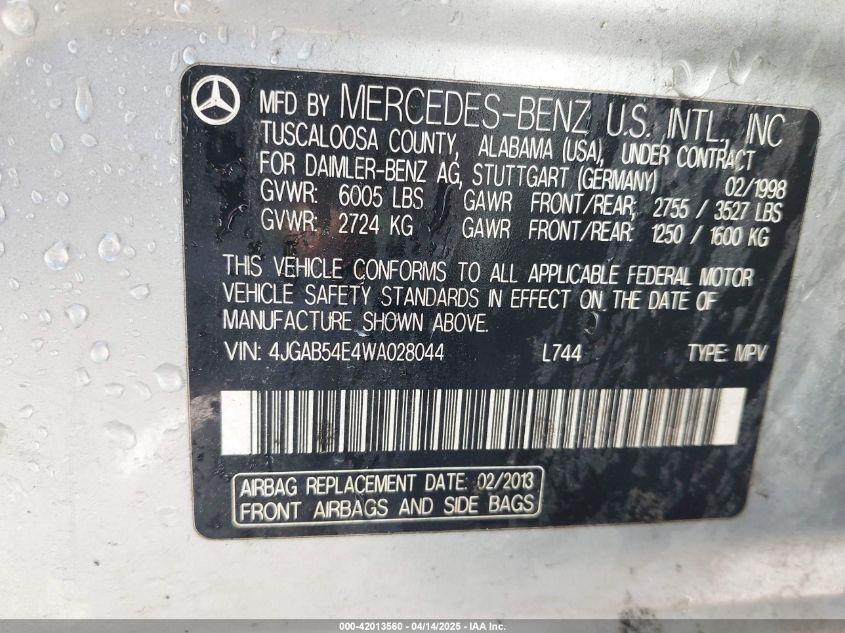 MFD BY MERCEDES-BENZ U.S. INTL., INC
TUSCALOOSA COUNTY, ALABAMA (USA), UNDER CONTRACT
FOR DAIMLER-BENZ AG, STUTTGART (GERMANY) 02/1998
GVWR: 6005 LBS GAWR FRONT/REAR; 2755 / 3527 LBS
GVWR: 2724 KG GAWR FRONT/REAR: 1250 / 1600 KG
THIS VEHICLE CONFORMS TO ALL APPLICABLE FEDERAL MOTOR
VEHICLE SAFETY STANDARDS IN EFFECT ON THE DATE OF
MANUFACTURE SHOWN ABOVE.
VIN: 4JGAB54E4WA028044 L744 TYPE: MPV
AIRBAG REPLACEMENT DATE: 02/2013
FRONT AIRBAGS AND SIDE BAGS
000-42013560 - 04/14/2025 - IAA Inc.